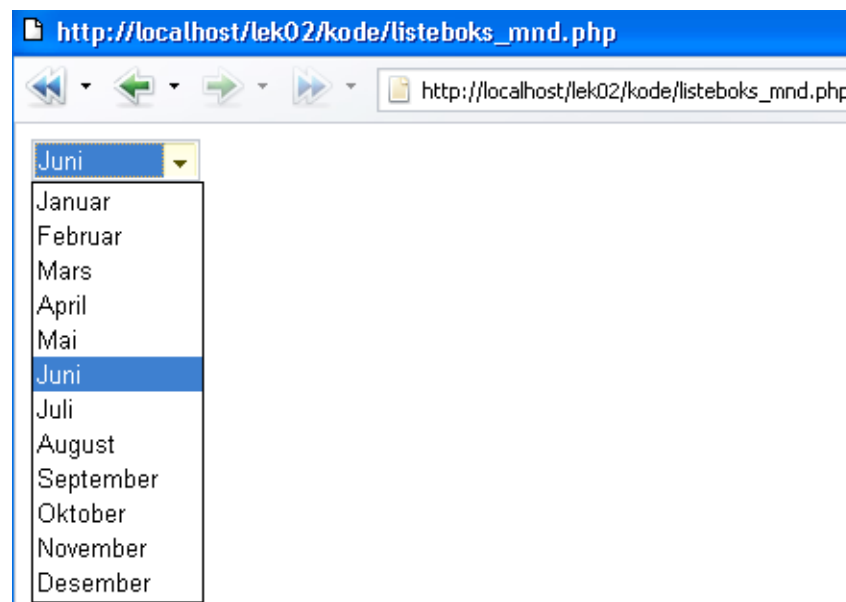 http://localhost/lek02/kode/listeboks_mnd.php
http://localhost/lek02/kode/listeboks_mnd.php
Juni
Januar
Februar
Mars
April
Mai
Juni
Juli
August
September
Oktober
November
Desember